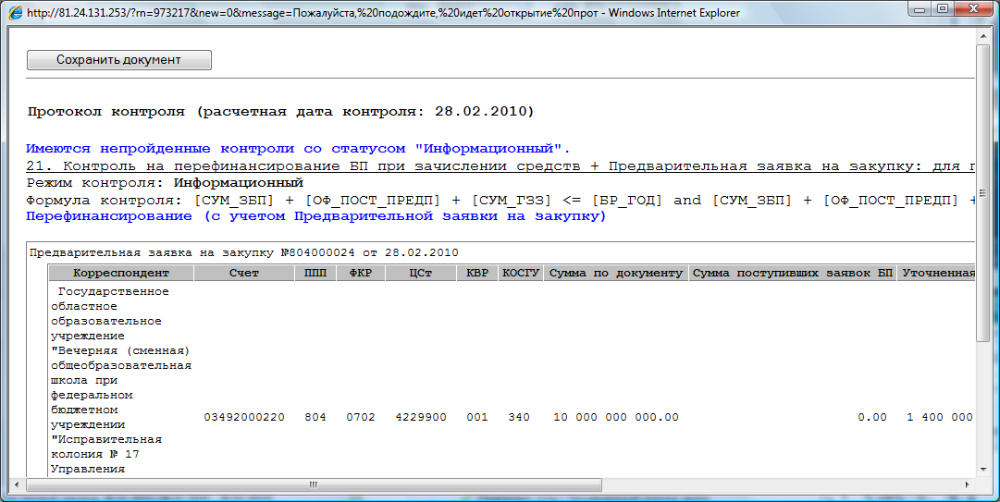 http://81.24.131.253/?rn=973217&new=0&message=Пожалуйста,%20подождите,%20идет%20открытие%20прот - Windows Internet Explorer
Сохранить документ
Протокол контроля (расчетная дата контроля: 28.02.2010)
Имеются непройденные контроли со статусом "Информационный".
21. Контроль на перефинансирование БП при зачислении средств + Предварительная заявка на закупку: для
Режим контроля: Информационный
Формула контроля: [СУМ_ЗБП] + [ОФ_ПОСТ_ПРЕДП] + [СУМ_ГЗЗ] <= [БР_ГОД] and [СУМ_ЗБП] + [ОФ_ПОСТ_ПРЕДП] +
Перефинансирование (с учетом Предварительной заявки на закупку)
Предварительная заявка на закупку №804000024 от 28.02.2010
Корреспондент Счет ППП ФКР ЦСт КВР КОСГУ Сумма по документу Сумма поступивших заявок БП Уточненная
Государственное
областное
образовательное
учреждение
"Вечерняя (сменная)
общеобразовательная
школа при
федеральном
бюджетном
учреждении
03492000220 804 0702 4229900 001 340 10 000 000 000.00 0.00 1 400 000
"Исправительная
колония № 17
Управления